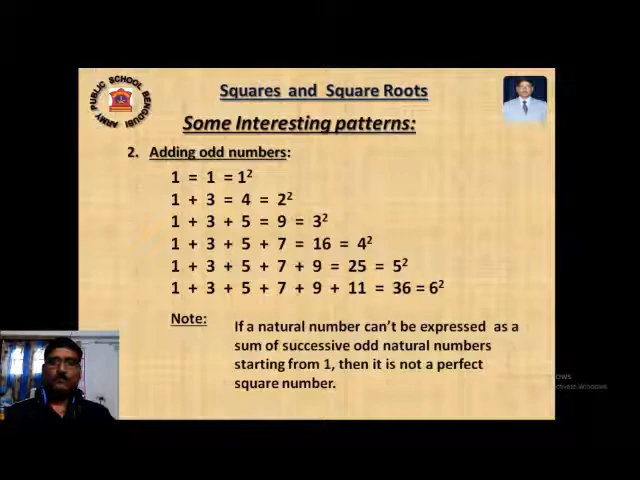 ARMY PUBLIC SCHOOL BENGDUBI
Squares and Square Roots
Some Interesting patterns:
2. Adding odd numbers:
1 = 1 = 1²
1 + 3 = 4 = 2²
1 + 3 + 5 = 9 = 3²
1 + 3 + 5 + 7 = 16 = 4²
1 + 3 + 5 + 7 + 9 = 25 = 5²
1 + 3 + 5 + 7 + 9 + 11 = 36 = 6²
Note: If a natural number can't be expressed as a
sum of successive odd natural numbers
starting from 1, then it is not a perfect
square number.
Windows